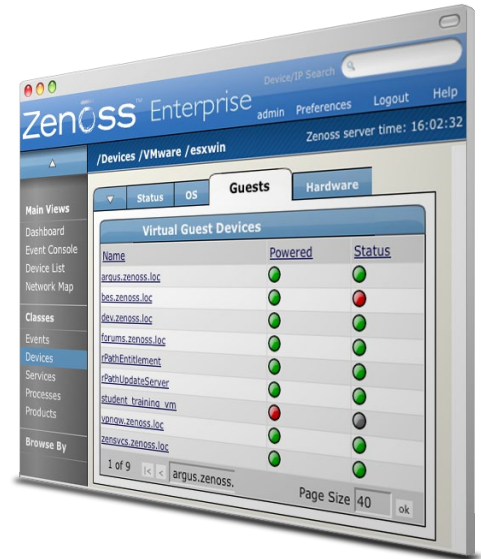 Device/IP Search
Zenöss™ Enterprise
admin Preferences Logout Help
Zenoss server time: 16:02:32
/Devices /VMware /esxwin
Status OS Guests Hardware
Main Views
Dashboard
Event Console
Device List
Network Map
Classes
Events
Devices
Services
Processes
Products
Browse By
Virtual Guest Devices
Name Powered Status
argus.zenoss.loc
bes.zenoss.loc
dev.zenoss.loc
forums.zenoss.loc
rPathEntitlement
rPathUpdateServer
student_training_vm
vpnow.zenoss.loc
zensvcs.zenoss.loc
1 of 9 |< < argus.zenoss. Page Size 40 ok